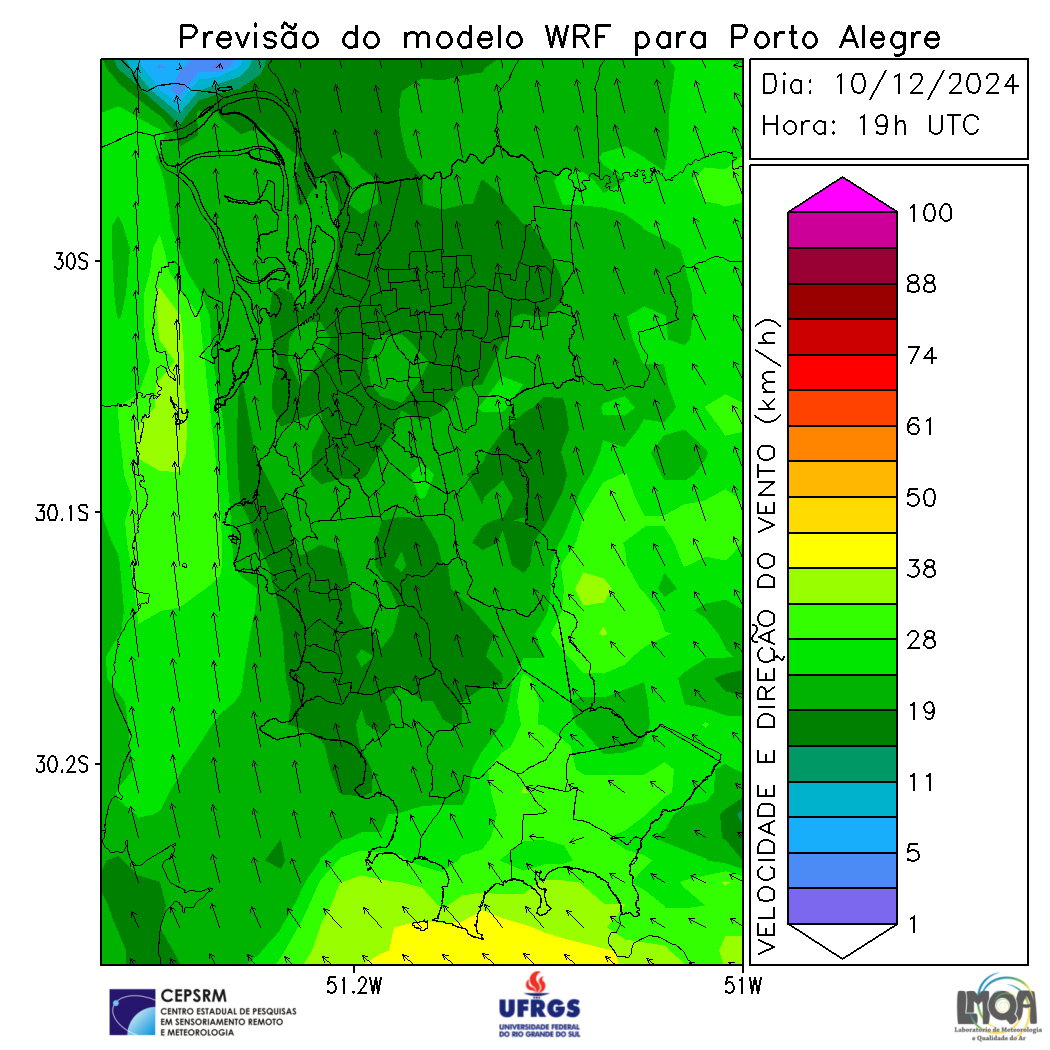 Previsão do modelo WRF para Porto Alegre
Dia: 10/12/2024
Hora: 19h UTC
30S
30.1S
30.2S
51.2W
51W
VELOCIDADE E DIREÇÃO DO VENTO (km/h)
100
88
74
61
50
38
28
19
11
5
1
CEPSRM
CENTRO ESTADUAL DE PESQUISAS
EM SENSORIAMENTO REMOTO
E METEOROLOGIA
UFRGS
UNIVERSIDADE FEDERAL
DO RIO GRANDE DO SUL
LMQA
Laboratório de Meteorologia
e Qualidade do Ar